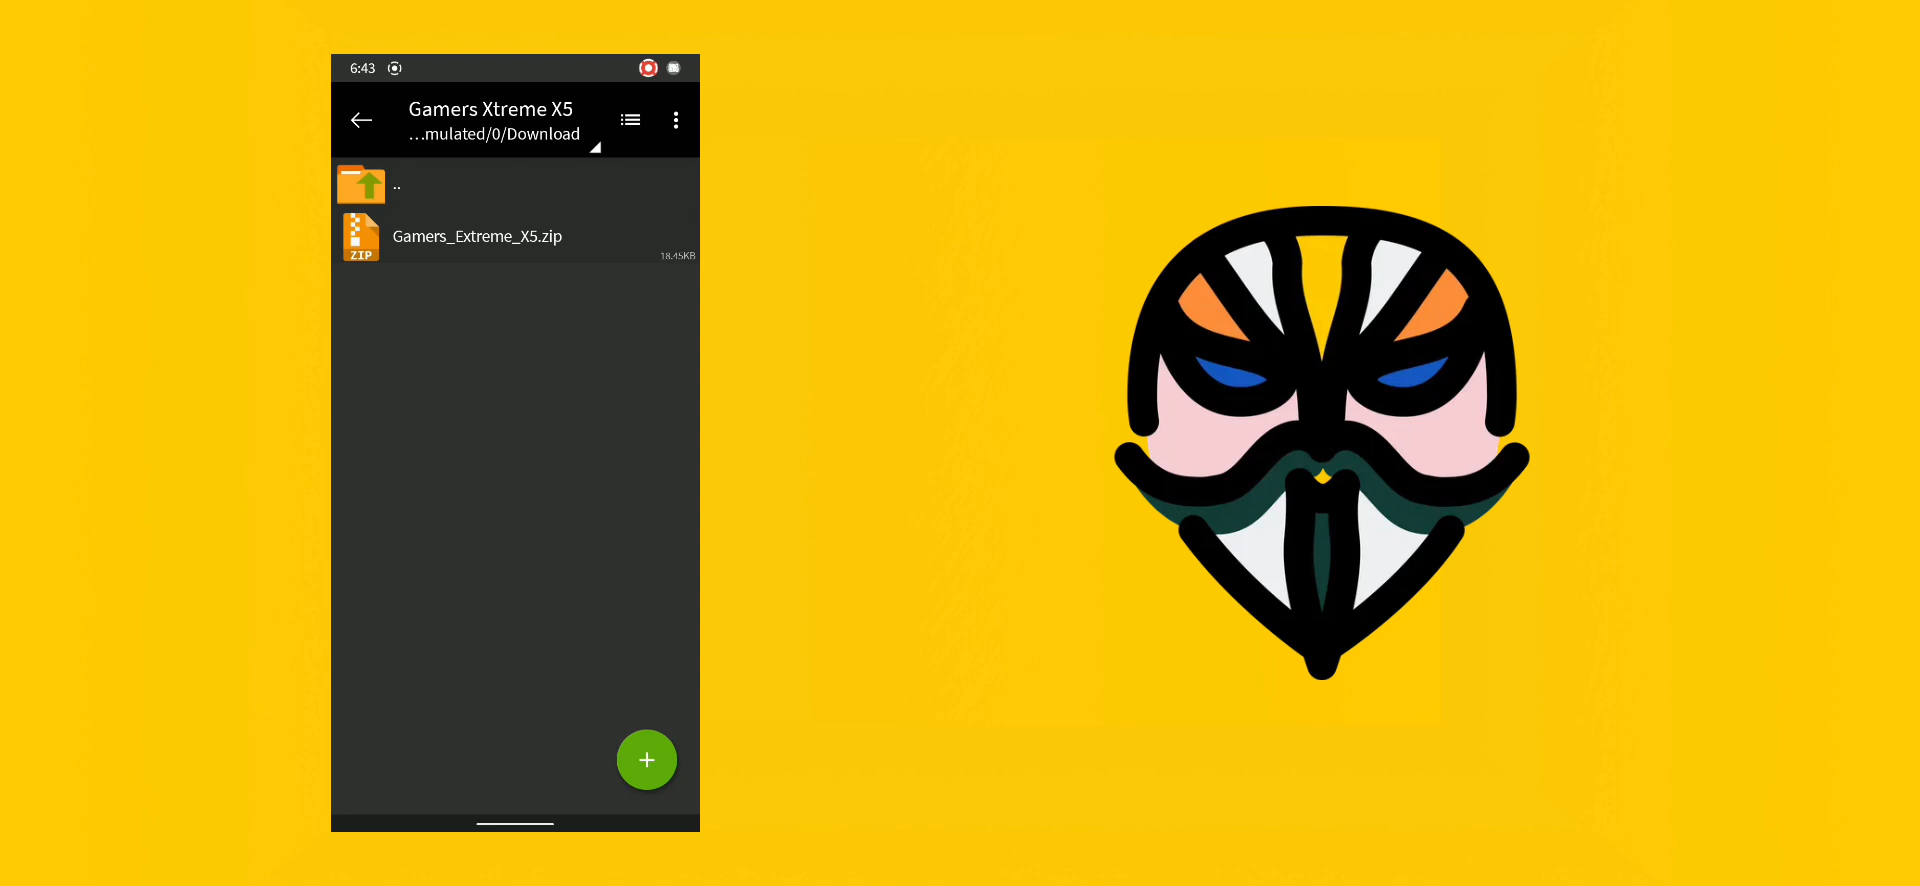 6:43
Gamers Xtreme X5
...mulated/0/Download
..
Gamers_Extreme_X5.zip
ZIP
18.45KB